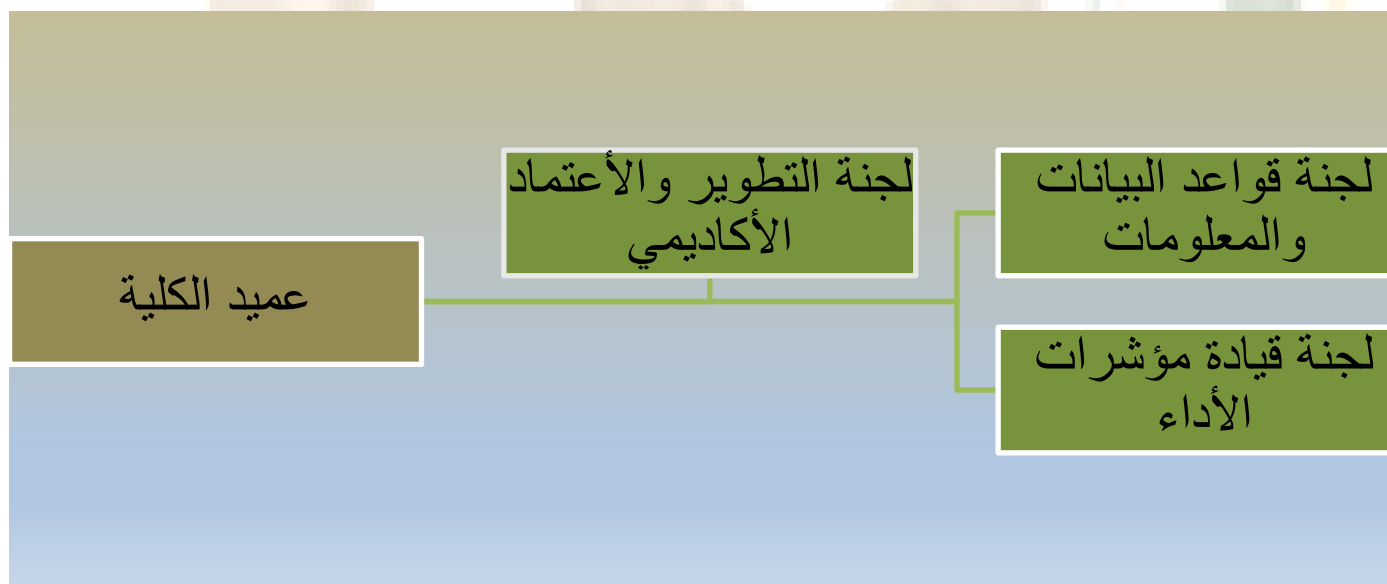 لجنة التطوير والأعتماد
الأكاديمي
لجنة قواعد البيانات
والمعلومات
عميد الكلية
لجنة قيادة مؤشرات
الأداء